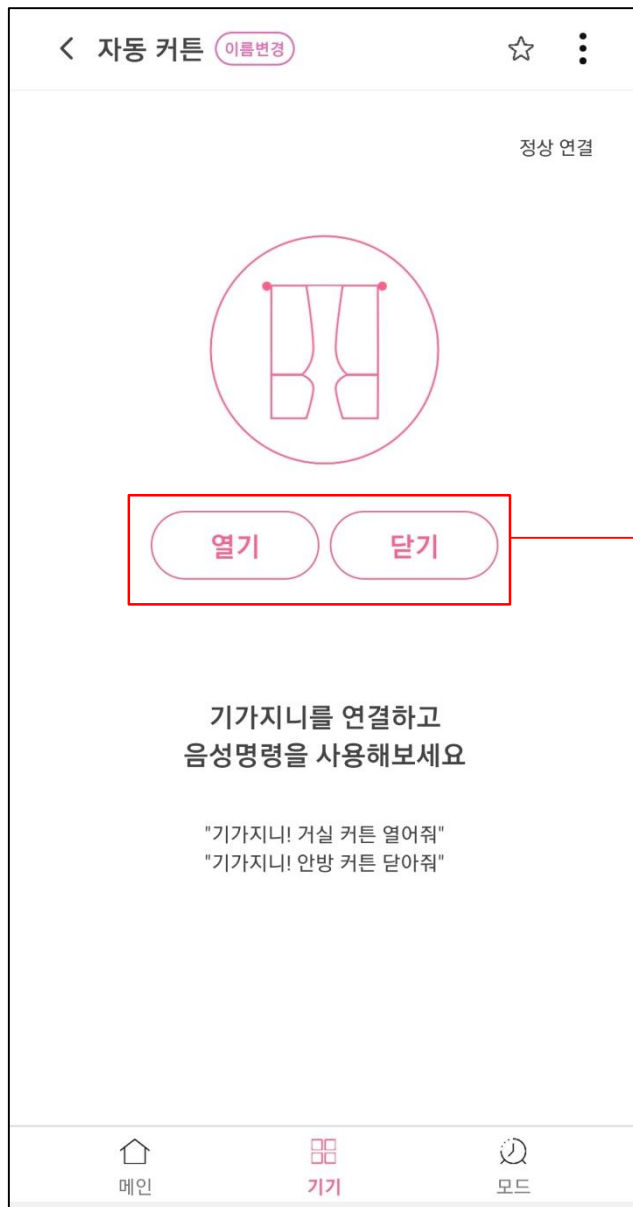 자동 커튼 이름변경
정상 연결
열기 닫기
기가지니를 연결하고
음성명령을 사용해보세요
"기가지니! 거실 커튼 열어줘"
"기가지니! 안방 커튼 닫아줘"
메인 기기 모드